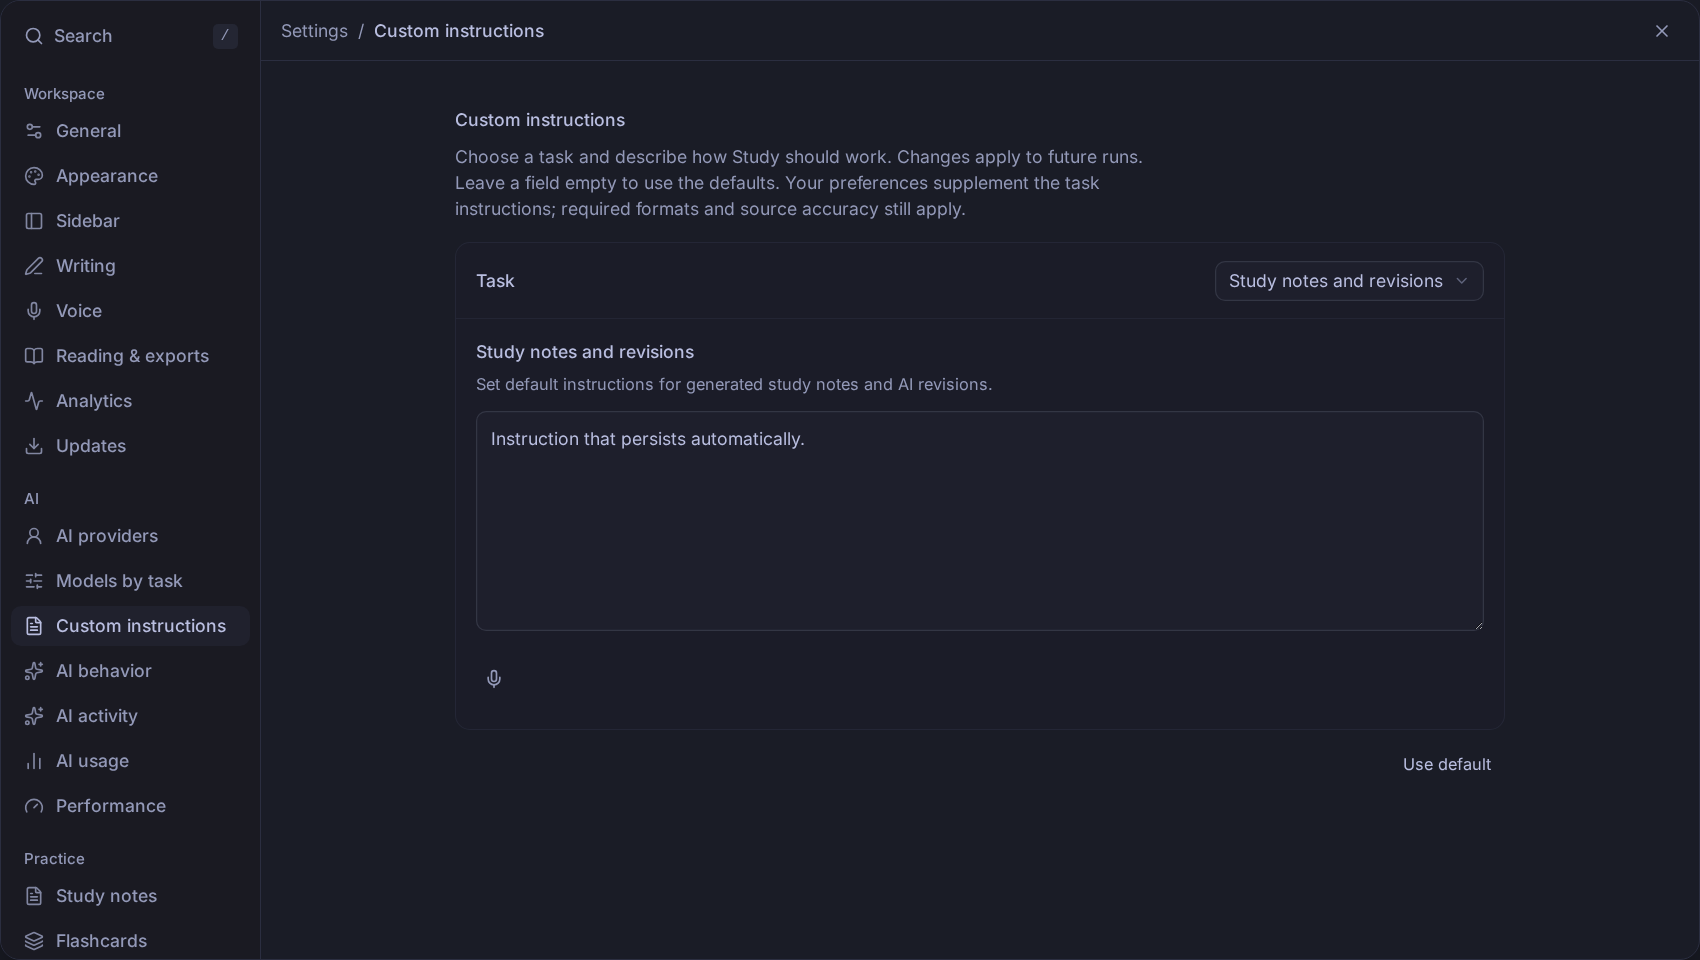 Search
/
Workspace
General
Appearance
Sidebar
Writing
Voice
Reading & exports
Analytics
Updates
AI
AI providers
Models by task
Custom instructions
AI behavior
AI activity
AI usage
Performance
Practice
Study notes
Flashcards
Settings / Custom instructions
Custom instructions
Choose a task and describe how Study should work. Changes apply to future runs.
Leave a field empty to use the defaults. Your preferences supplement the task
instructions; required formats and source accuracy still apply.
Task
Study notes and revisions
Study notes and revisions
Set default instructions for generated study notes and AI revisions.
Instruction that persists automatically.
Use default